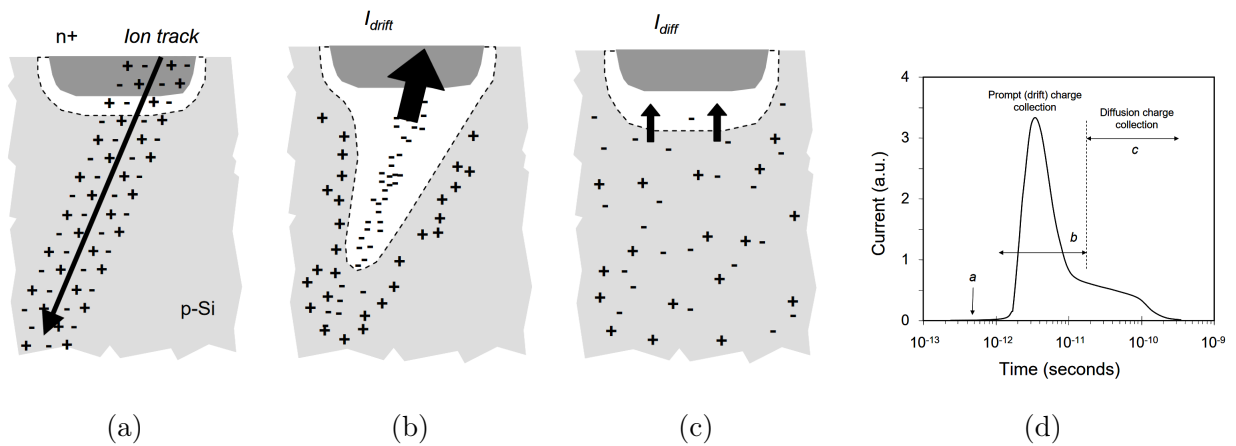 n+
Ion track
p-Si
I_drift
I_diff
4
3
2
1
0
Current (a.u.)
Prompt (drift) charge
collection
Diffusion charge
collection
c
b
a
10-13
10-12
10-11
10-10
10-9
Time (seconds)
(a)
(b)
(c)
(d)